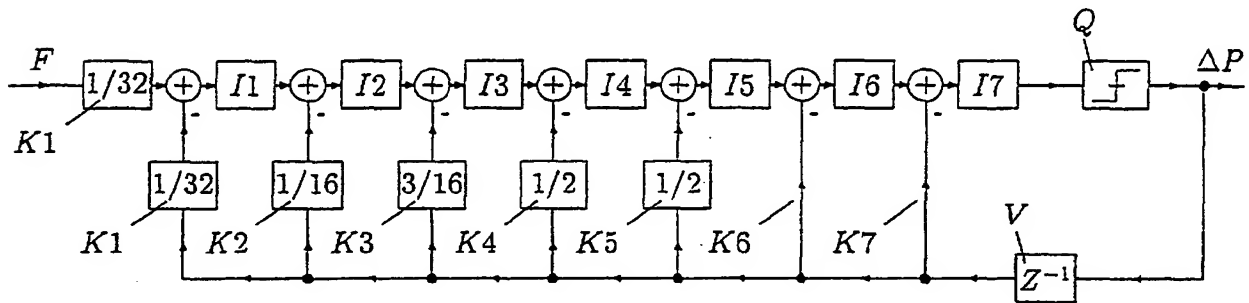 Q
F 1/32 + I1 + I2 + I3 + I4 + I5 + I6 + I7 ΔP
- - - - - - -
K1
1/32 1/16 3/16 1/2 1/2
K1 K2 K3 K4 K5 K6 K7 V
Z⁻¹